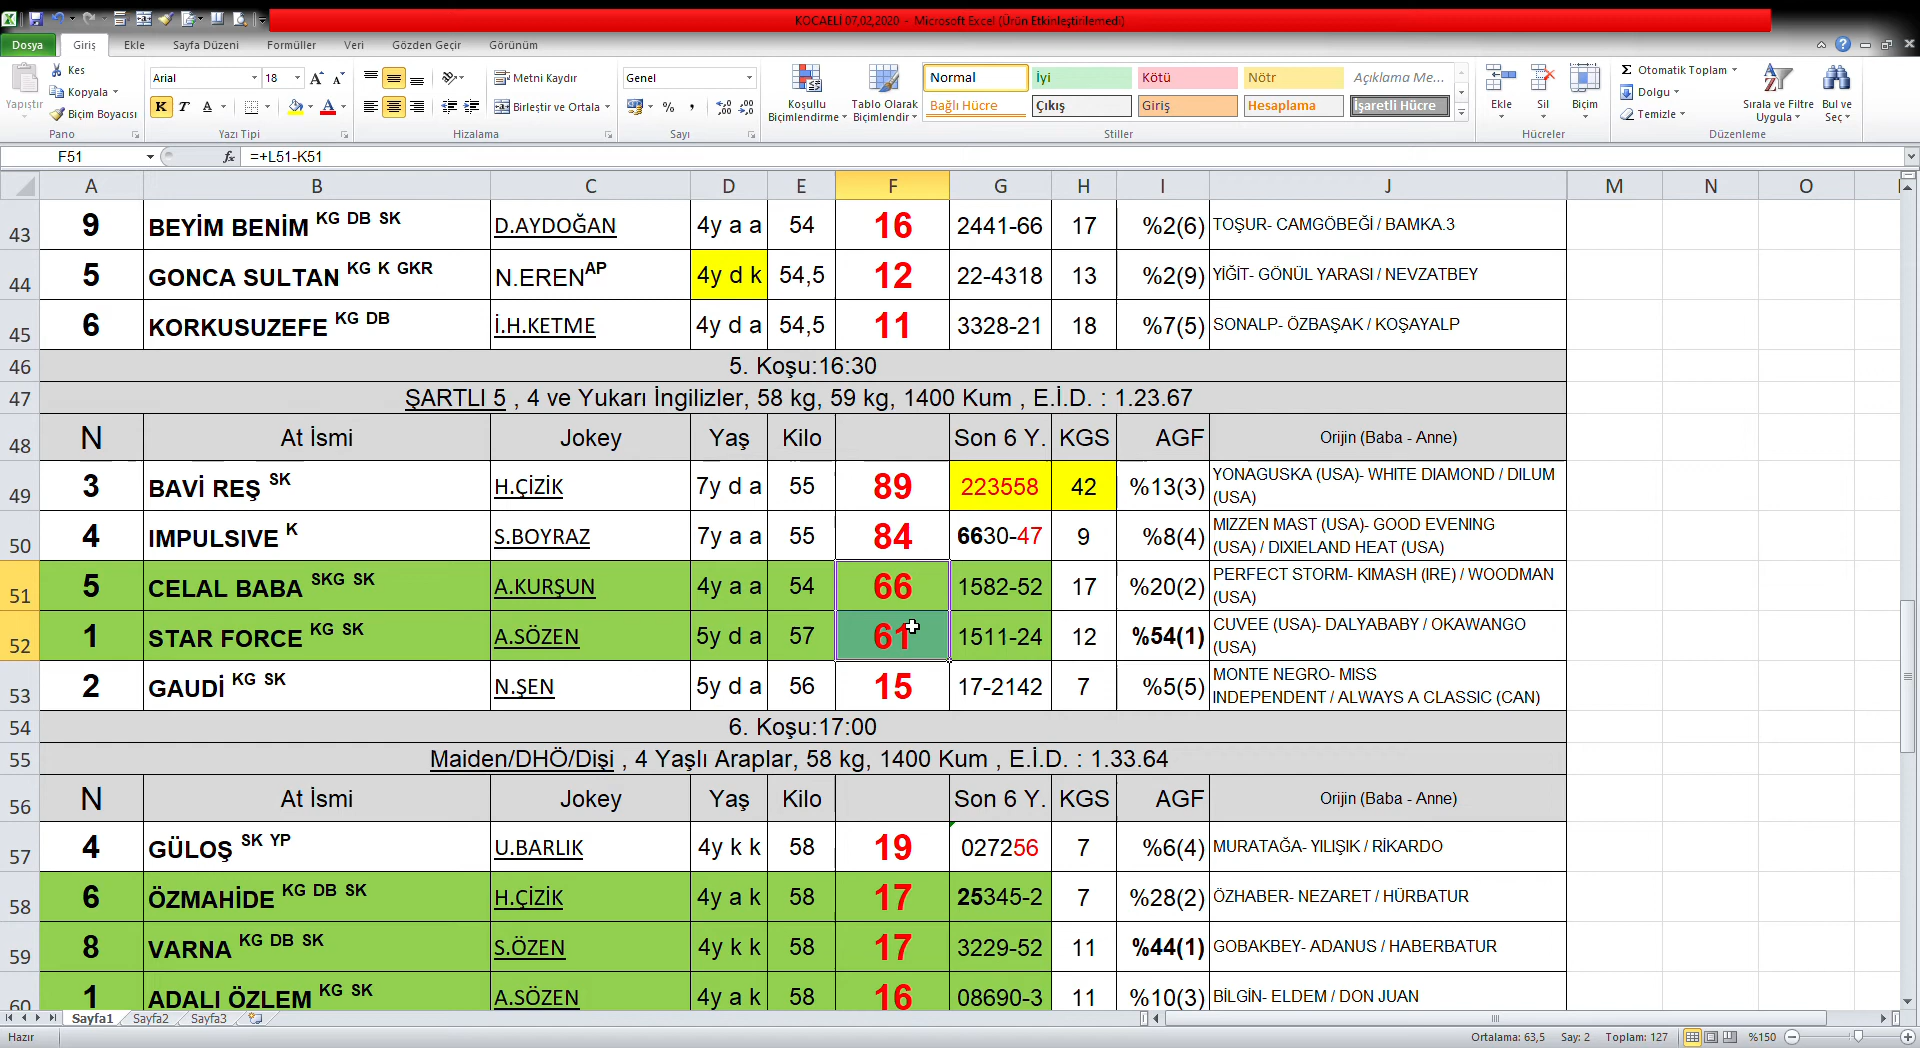 KOCAELİ 07,02,2020 - Microsoft Excel (Ürün Etkinleştirilemedi)
Dosya Giriş Ekle Sayfa Düzeni Formüller Veri Gözden Geçir Görünüm
Yapıştır Kes Kopyala Biçim Boyacısı Pano
Arial 18 K T A Yazı Tipi
Metni Kaydır Birleştir ve Ortala Hizalama
Genel % Sayı
Koşullu Biçimlendirme Tablo Olarak Biçimlendir
Normal İyi Kötü Nötr Açıklama Me...
Bağlı Hücre Çıkış Giriş Hesaplama İşaretli Hücre
Stiller
Ekle Sil Biçim Hücreler
Σ Otomatik Toplam Dolgu Temizle Sırala ve Filtre Uygula Bul ve Seç Düzenleme
F51 fx =+L51-K51
A B C D E F G H I J M N O
43 9 BEYİM BENİM KG DB SK D.AYDOĞAN 4y a a 54 16 2441-66 17 %2(6) TOŞUR- CAMGÖBEĞİ / BAMKA.3
44 5 GONCA SULTAN KG K GKR N.EREN AP 4y d k 54,5 12 22-4318 13 %2(9) YİĞİT- GÖNÜL YARASI / NEVZATBEY
45 6 KORKUSUZEFE KG DB İ.H.KETME 4y d a 54,5 11 3328-21 18 %7(5) SONALP- ÖZBAŞAK / KOŞAYALP
46 5. Koşu:16:30
47 ŞARTLI 5 , 4 ve Yukarı İngilizler, 58 kg, 59 kg, 1400 Kum , E.İ.D. : 1.23.67
48 N At İsmi Jokey Yaş Kilo Son 6 Y. KGS AGF Orijin (Baba - Anne)
49 3 BAVİ REŞ SK H.ÇİZİK 7y d a 55 89 223558 42 %13(3) YONAGUSKA (USA)- WHITE DIAMOND / DILUM (USA)
50 4 IMPULSIVE K S.BOYRAZ 7y a a 55 84 6630-47 9 %8(4) MIZZEN MAST (USA)- GOOD EVENING (USA) / DIXIELAND HEAT (USA)
51 5 CELAL BABA SKG SK A.KURŞUN 4y a a 54 66 1582-52 17 %20(2) PERFECT STORM- KIMASH (IRE) / WOODMAN (USA)
52 1 STAR FORCE KG SK A.SÖZEN 5y d a 57 61 1511-24 12 %54(1) CUVEE (USA)- DALYABABY / OKAWANGO (USA)
53 2 GAUDİ KG SK N.ŞEN 5y d a 56 15 17-2142 7 %5(5) MONTE NEGRO- MISS INDEPENDENT / ALWAYS A CLASSIC (CAN)
54 6. Koşu:17:00
55 Maiden/DHÖ/Dişi , 4 Yaşlı Araplar, 58 kg, 1400 Kum , E.İ.D. : 1.33.64
56 N At İsmi Jokey Yaş Kilo Son 6 Y. KGS AGF Orijin (Baba - Anne)
57 4 GÜLOŞ SK YP U.BARLIK 4y k k 58 19 027256 7 %6(4) MURATAĞA- YILIŞIK / RİKARDO
58 6 ÖZMAHİDE KG DB SK H.ÇİZİK 4y a k 58 17 25345-2 7 %28(2) ÖZHABER- NEZARET / HÜRBATUR
59 8 VARNA KG DB SK S.ÖZEN 4y k k 58 17 3229-52 11 %44(1) GOBAKBEY- ADANUS / HABERBATUR
60 1 ADALI ÖZLEM KG SK A.SÖZEN 4y a k 58 16 08690-3 11 %10(3) BİLGİN- ELDEM / DON JUAN
Sayfa1 Sayfa2 Sayfa3
Hazır Ortalama: 63,5 Say: 2 Toplam: 127 %150